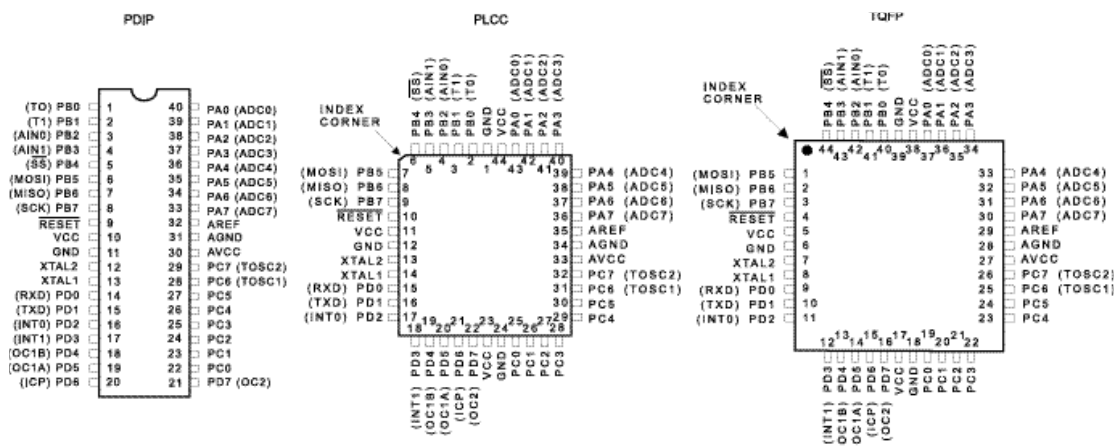 PDIP
(TO) PB0 1 40 PA0 (ADC0)
(T1) PB1 2 39 PA1 (ADC1)
(AIN0) PB2 3 38 PA2 (ADC2)
(AIN1) PB3 4 37 PA3 (ADC3)
(SS) PB4 5 36 PA4 (ADC4)
(MOSI) PB5 6 35 PA5 (ADC5)
(MISO) PB6 7 34 PA6 (ADC6)
(SCK) PB7 8 33 PA7 (ADC7)
RESET 9 32 AREF
VCC 10 31 AGND
GND 11 30 AVCC
XTAL2 12 29 PC7 (TOSC2)
XTAL1 13 28 PC6 (TOSC1)
(RXD) PD0 14 27 PC5
(TXD) PD1 15 26 PC4
(INT0) PD2 16 25 PC3
(INT1) PD3 17 24 PC2
(OC1B) PD4 18 23 PC1
(OC1A) PD5 19 22 PC0
(ICP) PD6 20 21 PD7 (OC2)
PLCC
INDEX
CORNER
PB4 (SS)
PB3 (AIN1)
PB2 (AIN0)
PB1 (T1)
PB0 (T0)
GND
VCC
PA0 (ADC0)
PA1 (ADC1)
PA2 (ADC2)
PA3 (ADC3)
6 5 4 3 2 1 44 43 42 41 40
(MOSI) PB5 7 39 PA4 (ADC4)
(MISO) PB6 8 38 PA5 (ADC5)
(SCK) PB7 9 37 PA6 (ADC6)
RESET 10 36 PA7 (ADC7)
VCC 11 35 AREF
GND 12 34 AGND
XTAL2 13 33 AVCC
XTAL1 14 32 PC7 (TOSC2)
(RXD) PD0 15 31 PC6 (TOSC1)
(TXD) PD1 16 30 PC5
(INT0) PD2 17 29 PC4
18 19 20 21 22 23 24 25 26 27 28
(INT1) PD3
(OC1B) PD4
(OC1A) PD5
(ICP) PD6
(OC2) PD7
VCC
GND
PC0
PC1
PC2
PC3
TQFP
INDEX
CORNER
PB4 (SS)
PB3 (AIN1)
PB2 (AIN0)
PB1 (T1)
PB0 (T0)
GND
VCC
PA0 (ADC0)
PA1 (ADC1)
PA2 (ADC2)
PA3 (ADC3)
44 43 42 41 40 39 38 37 36 35 34
(MOSI) PB5 1 33 PA4 (ADC4)
(MISO) PB6 2 32 PA5 (ADC5)
(SCK) PB7 3 31 PA6 (ADC6)
RESET 4 30 PA7 (ADC7)
VCC 5 29 AREF
GND 6 28 AGND
XTAL2 7 27 AVCC
XTAL1 8 26 PC7 (TOSC2)
(RXD) PD0 9 25 PC6 (TOSC1)
(TXD) PD1 10 24 PC5
(INT0) PD2 11 23 PC4
12 13 14 15 16 17 18 19 20 21 22
(INT1) PD3
(OC1B) PD4
(OC1A) PD5
(ICP) PD6
(OC2) PD7
VCC
GND
PC0
PC1
PC2
PC3